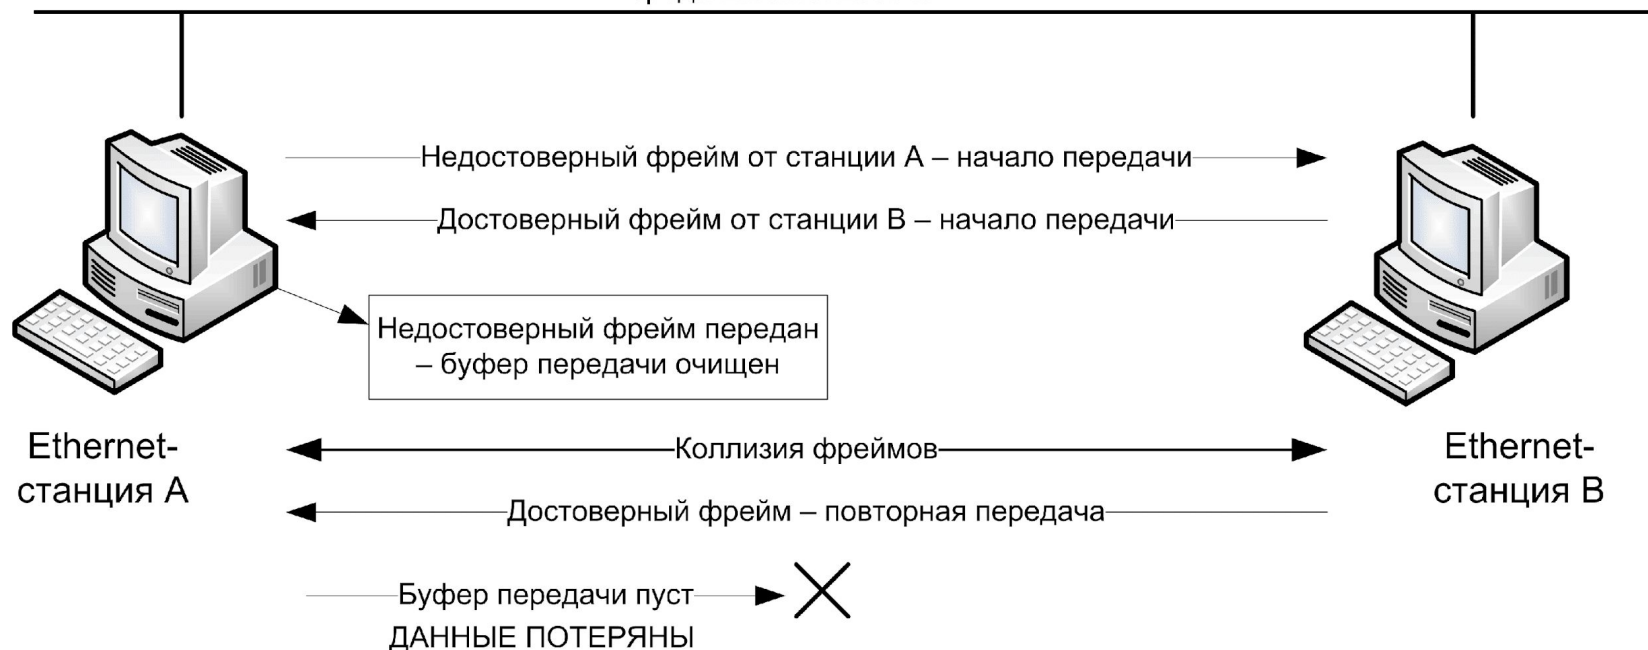 Недостоверный фрейм от станции А – начало передачи
Достоверный фрейм от станции В – начало передачи
Недостоверный фрейм передан
– буфер передачи очищен
Ethernet-
станция А
Коллизия фреймов
Ethernet-
станция В
Достоверный фрейм – повторная передача
Буфер передачи пуст
ДАННЫЕ ПОТЕРЯНЫ